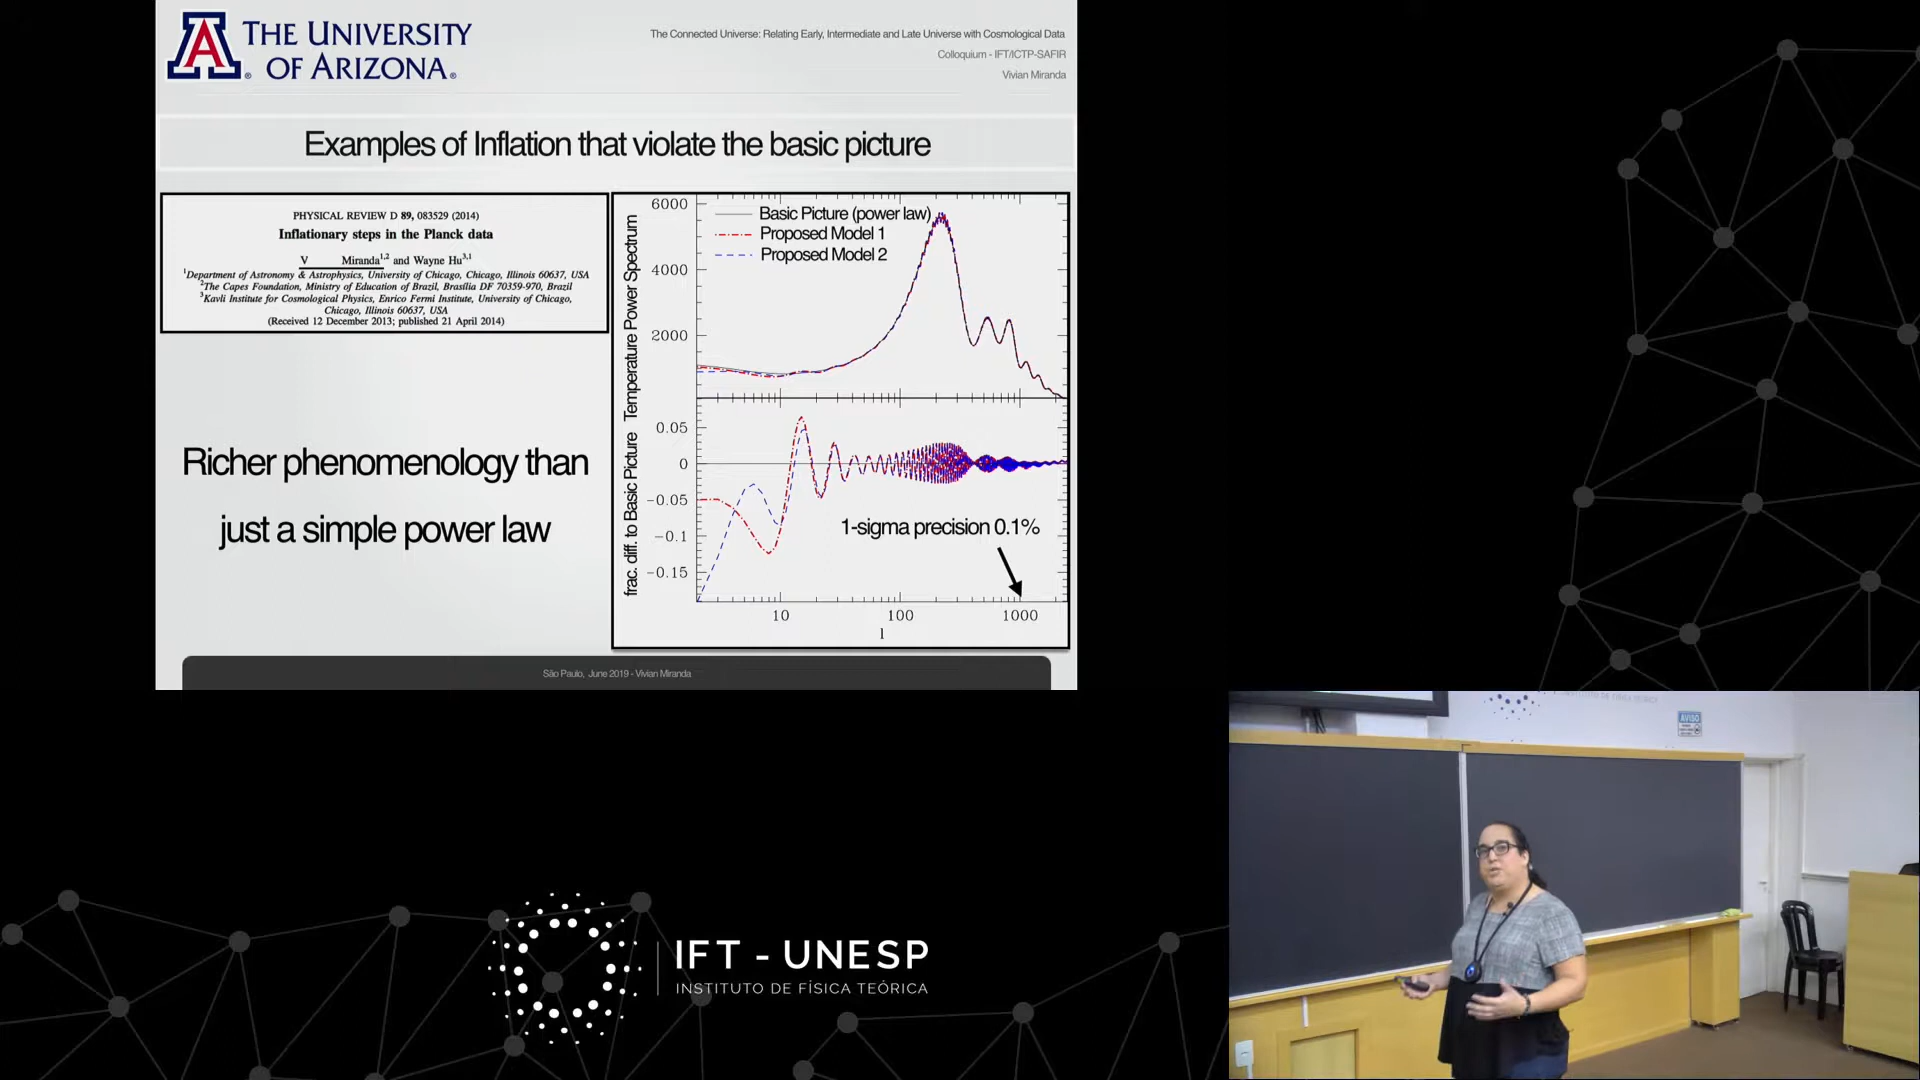 THE UNIVERSITY
OF ARIZONA
The Connected Universe: Relating Early, Intermediate and Late Universe with Cosmological Data
Colloquium - IFT/ICTP-SAFIR
Vivian Miranda
Examples of Inflation that violate the basic picture
PHYSICAL REVIEW D 89, 083529 (2014)
Inflationary steps in the Planck data
V Miranda1,2 and Wayne Hu3,1
1Department of Astronomy & Astrophysics, University of Chicago, Chicago, Illinois 60637, USA
2The Capes Foundation, Ministry of Education of Brazil, Brasília DF 70359-970, Brazil
3Kavli Institute for Cosmological Physics, Enrico Fermi Institute, University of Chicago,
Chicago, Illinois 60637, USA
(Received 12 December 2013; published 21 April 2014)
Richer phenomenology than
just a simple power law
Temperature Power Spectrum
6000
4000
2000
Basic Picture (power law)
Proposed Model 1
Proposed Model 2
frac. diff. to Basic Picture
0.05
0
−0.05
−0.1
−0.15
1-sigma precision 0.1%
10 100 1000
l
São Paulo, June 2019 - Vivian Miranda
AVISO
IFT - UNESP
INSTITUTO DE FÍSICA TEÓRICA